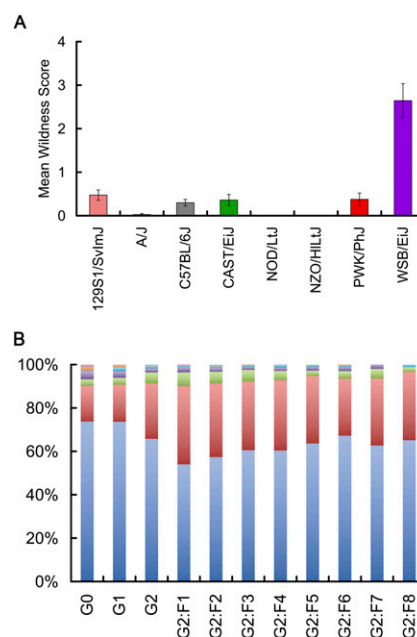 A
Mean Wildness Score
4
3
2
1
0
129S1/SvImJ
A/J
C57BL/6J
CAST/EiJ
NOD/LtJ
NZO/HlLtJ
PWK/PhJ
WSB/EiJ
B
100%
80%
60%
40%
20%
0%
G0
G1
G2
G2:F1
G2:F2
G2:F3
G2:F4
G2:F5
G2:F6
G2:F7
G2:F8